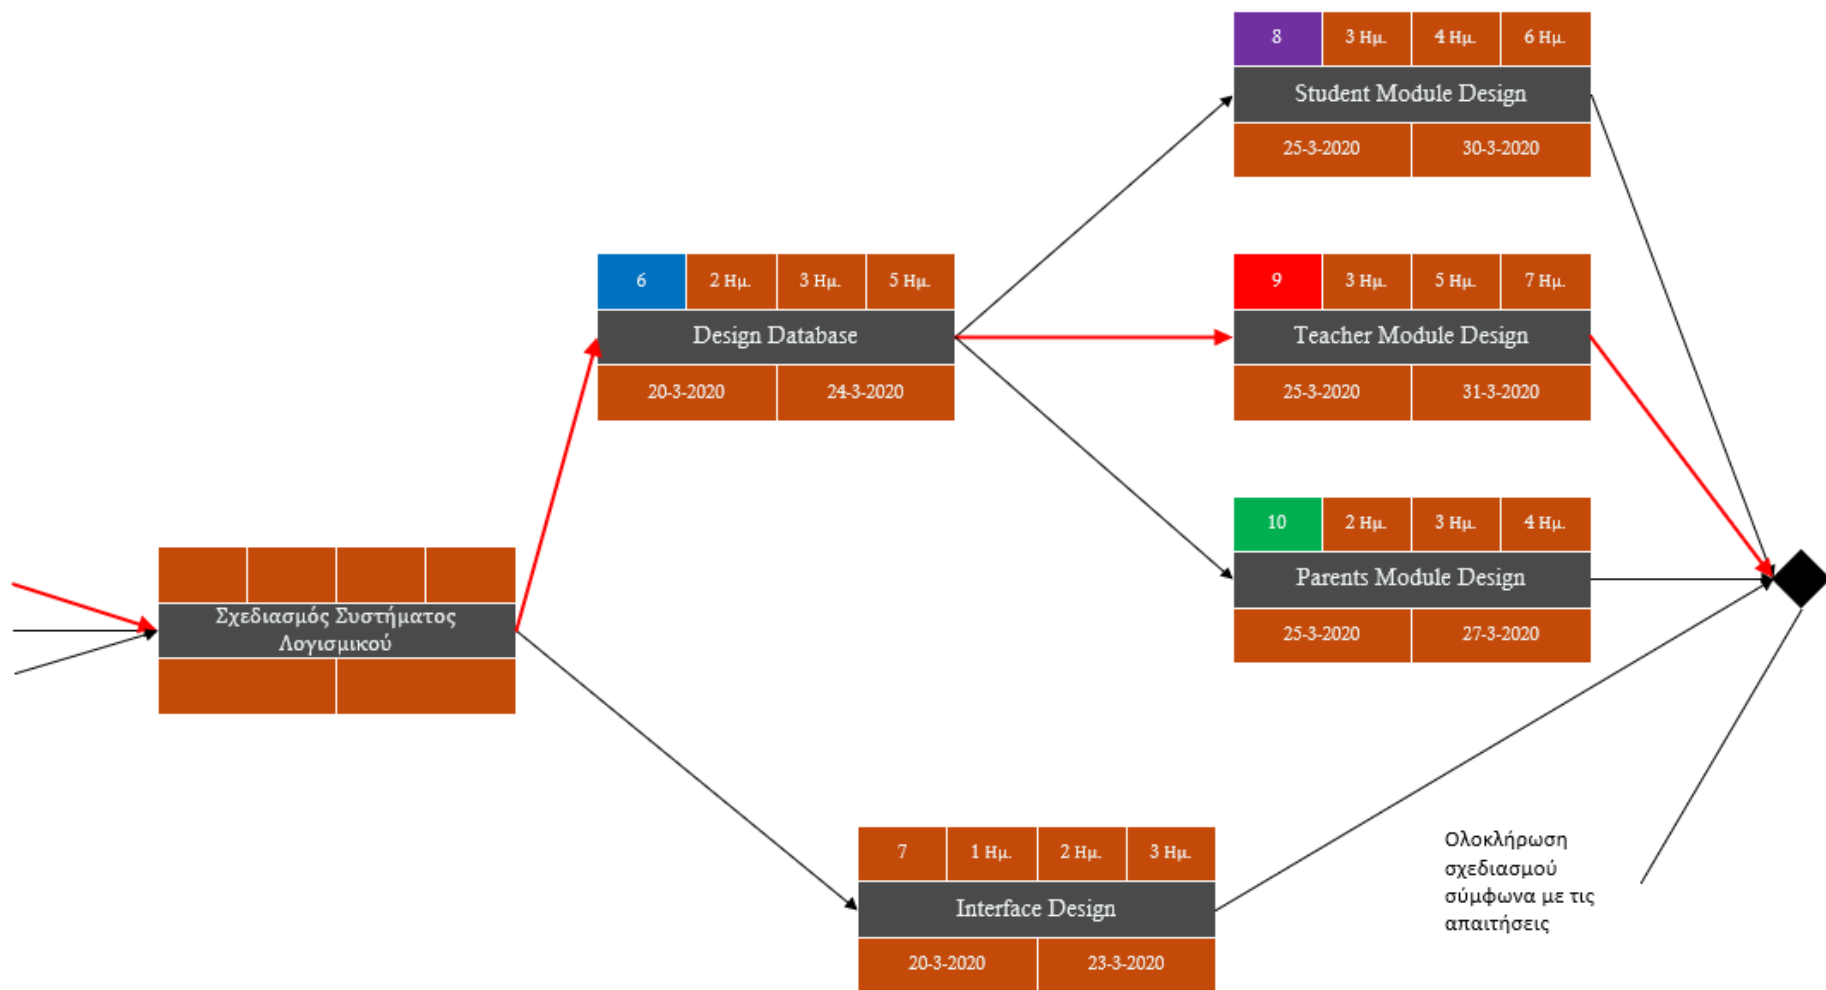 8 3 Ημ. 4 Ημ. 6 Ημ.
Student Module Design
25-3-2020 30-3-2020
6 2 Ημ. 3 Ημ. 5 Ημ.
Design Database
20-3-2020 24-3-2020
9 3 Ημ. 5 Ημ. 7 Ημ.
Teacher Module Design
25-3-2020 31-3-2020
10 2 Ημ. 3 Ημ. 4 Ημ.
Parents Module Design
25-3-2020 27-3-2020
Σχεδιασμός Συστήματος
Λογισμικού
7 1 Ημ. 2 Ημ. 3 Ημ.
Interface Design
20-3-2020 23-3-2020
Ολοκλήρωση
σχεδιασμού
σύμφωνα με τις
απαιτήσεις